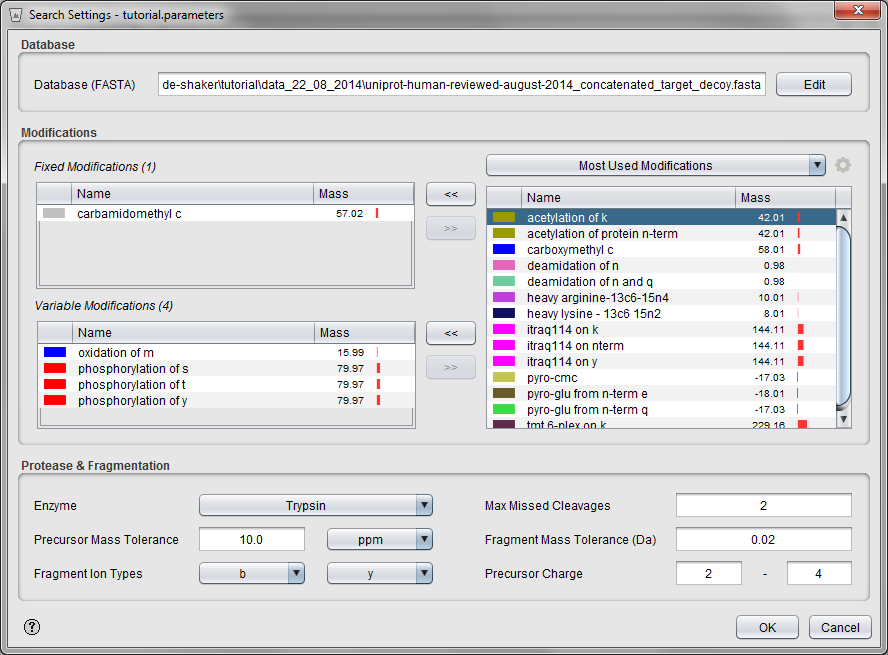 Search Settings - tutorial.parameters
Database
Database (FASTA) de-shaker\tutorial\data_22_08_2014\uniprot-human-reviewed-august-2014_concatenated_target_decoy.fasta Edit
Modifications
Fixed Modifications (1)
Name Mass
carbamidomethyl c 57.02
<<
>>
Variable Modifications (4)
Name Mass
oxidation of m 15.99
phosphorylation of s 79.97
phosphorylation of t 79.97
phosphorylation of y 79.97
<<
>>
Most Used Modifications
Name Mass
acetylation of k 42.01
acetylation of protein n-term 42.01
carboxymethyl c 58.01
deamidation of n 0.98
deamidation of n and q 0.98
heavy arginine-13c6-15n4 10.01
heavy lysine - 13c6 15n2 8.01
itraq114 on k 144.11
itraq114 on nterm 144.11
itraq114 on y 144.11
pyro-cmc -17.03
pyro-glu from n-term e -18.01
pyro-glu from n-term q -17.03
tmt 6-plex on k 229.16
Protease & Fragmentation
Enzyme Trypsin Max Missed Cleavages 2
Precursor Mass Tolerance 10.0 ppm Fragment Mass Tolerance (Da) 0.02
Fragment Ion Types b y Precursor Charge 2 - 4
? OK Cancel